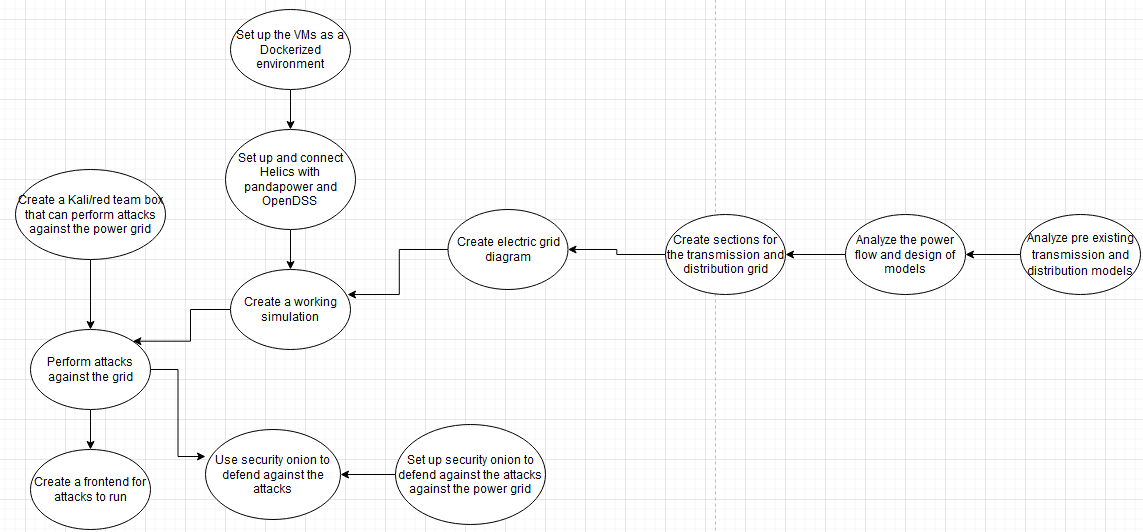 Set up the VMs as a
Dockerized
environment
Set up and connect
Helics with
pandapower and
OpenDSS
Create a Kali/red team box
that can perform attacks
against the power grid
Create electric grid
diagram
Create sections for
the transmission and
distribution grid
Analyze the power
flow and design of
models
Analyze pre existing
transmission and
distribution models
Create a working
simulation
Perform attacks
against the grid
Use security onion to
defend against the
attacks
Set up security onion to
defend against the attacks
against the power grid
Create a frontend for
attacks to run